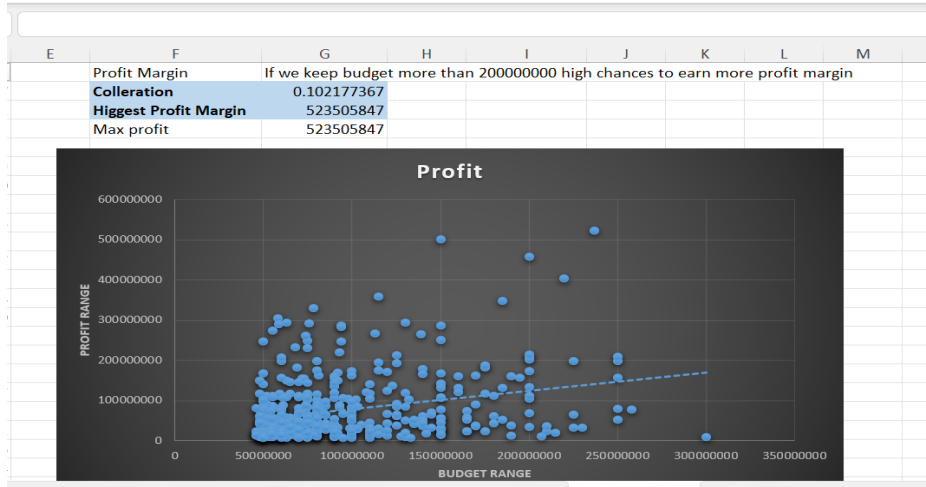 E F G H I J K L M
Profit Margin If we keep budget more than 200000000 high chances to earn more profit margin
Colleration 0.102177367
Higgest Profit Margin 523505847
Max profit 523505847
Profit
600000000
500000000
400000000
300000000
200000000
100000000
0
PROFIT RANGE
0 50000000 100000000 150000000 200000000 250000000 300000000 350000000
BUDGET RANGE